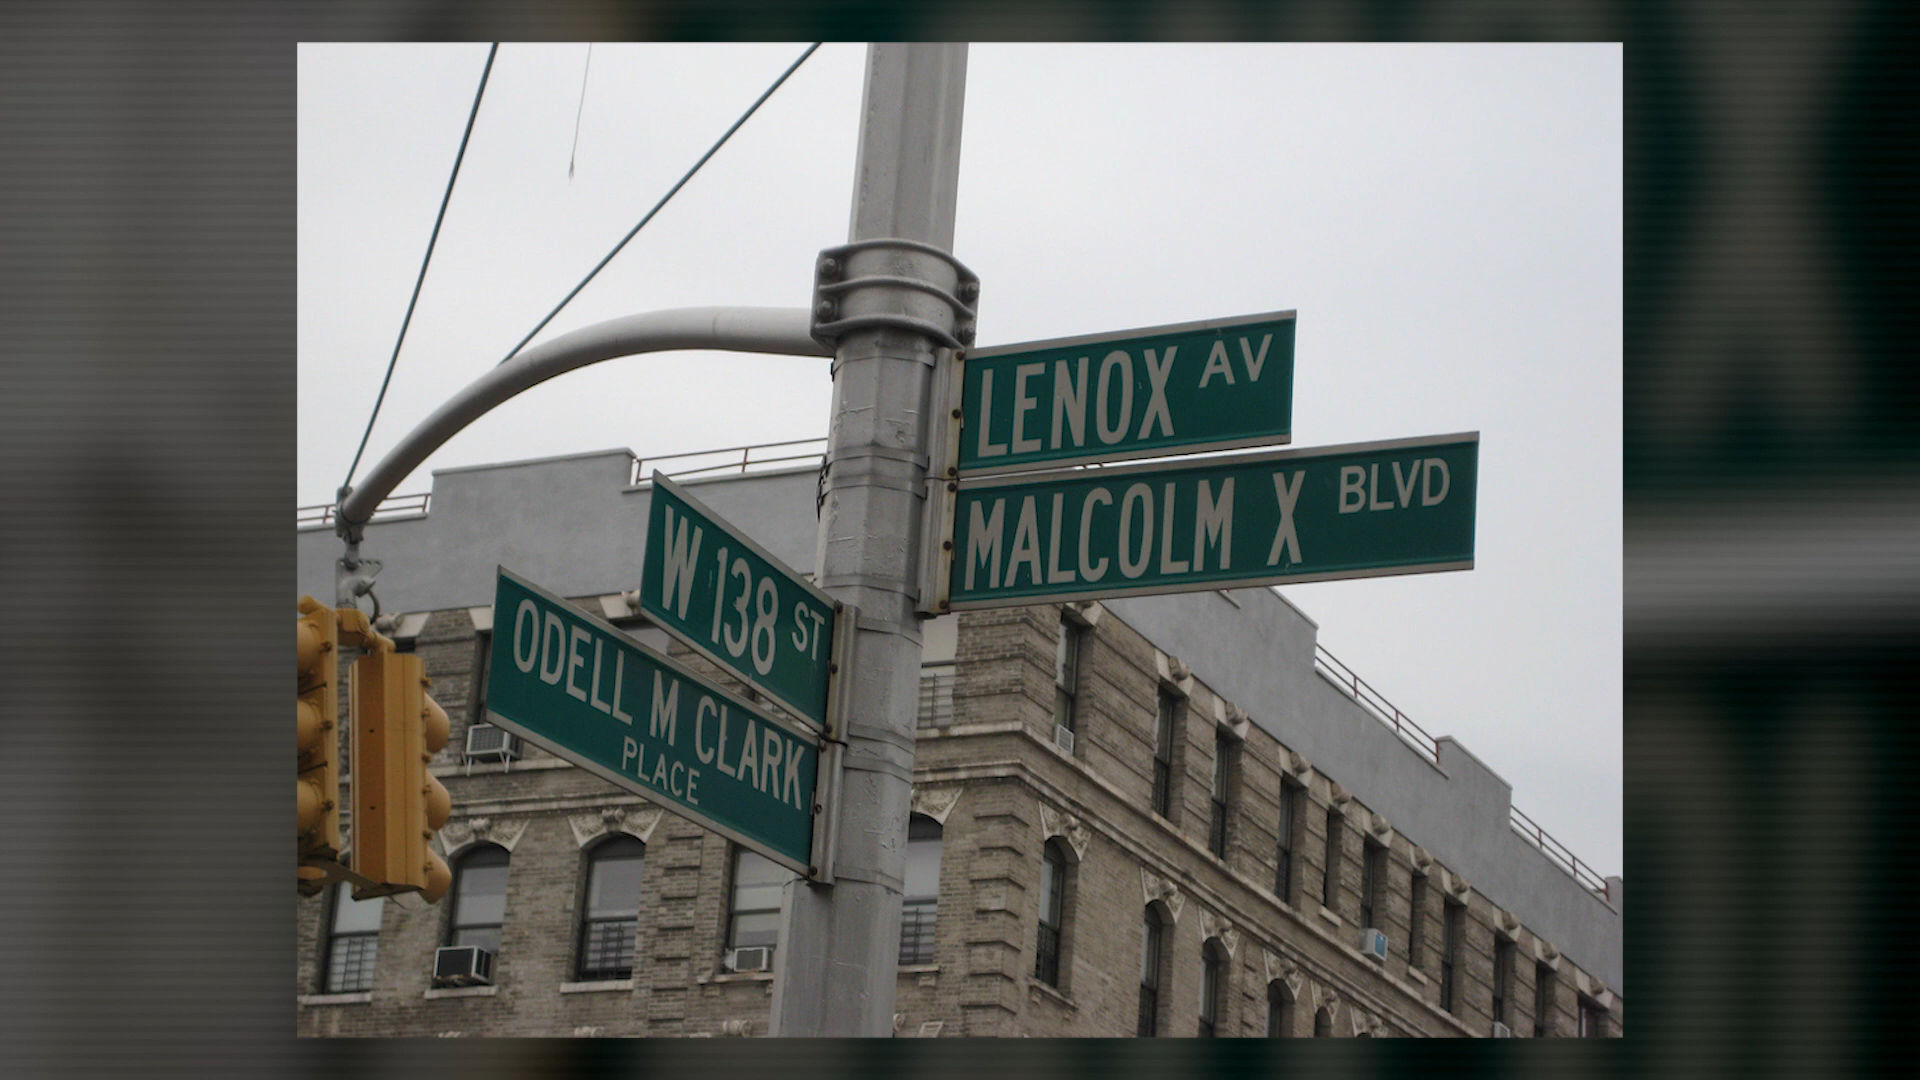 LENOX AV
MALCOLM X BLVD
W 138 ST
ODELL M CLARK
PLACE